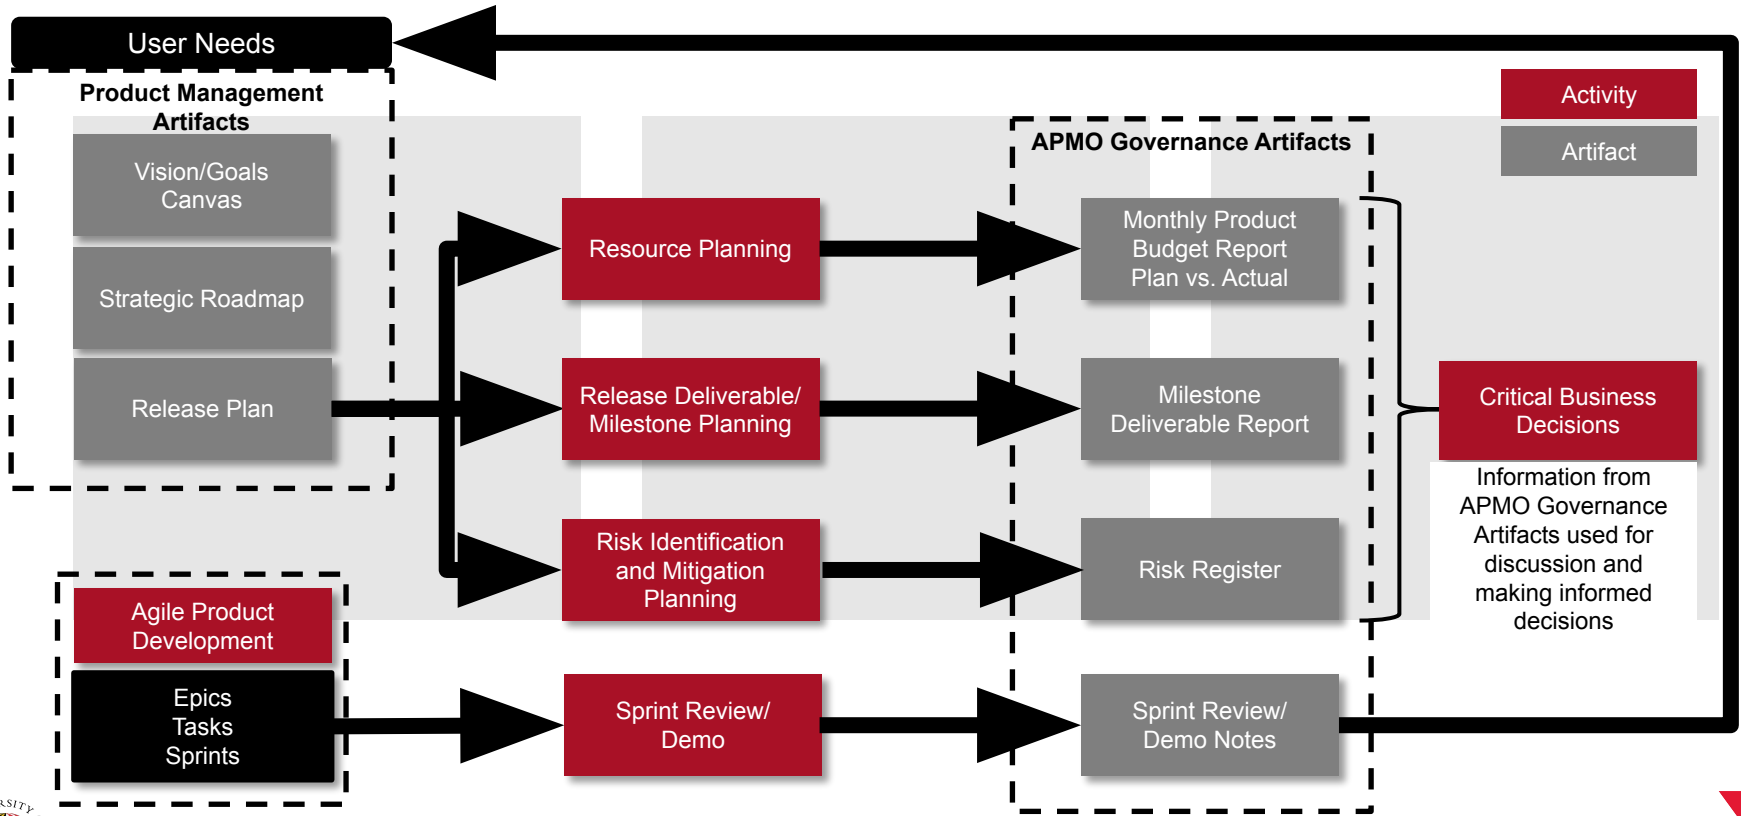 User Needs
Product Management
Artifacts
Vision/Goals
Canvas
Strategic Roadmap
Release Plan
Agile Product
Development
Epics
Tasks
Sprints
Resource Planning
Release Deliverable/
Milestone Planning
Risk Identification
and Mitigation
Planning
Sprint Review/
Demo
APMO Governance Artifacts
Monthly Product
Budget Report
Plan vs. Actual
Milestone
Deliverable Report
Risk Register
Sprint Review/
Demo Notes
Activity
Artifact
Critical Business
Decisions
Information from
APMO Governance
Artifacts used for
discussion and
making informed
decisions